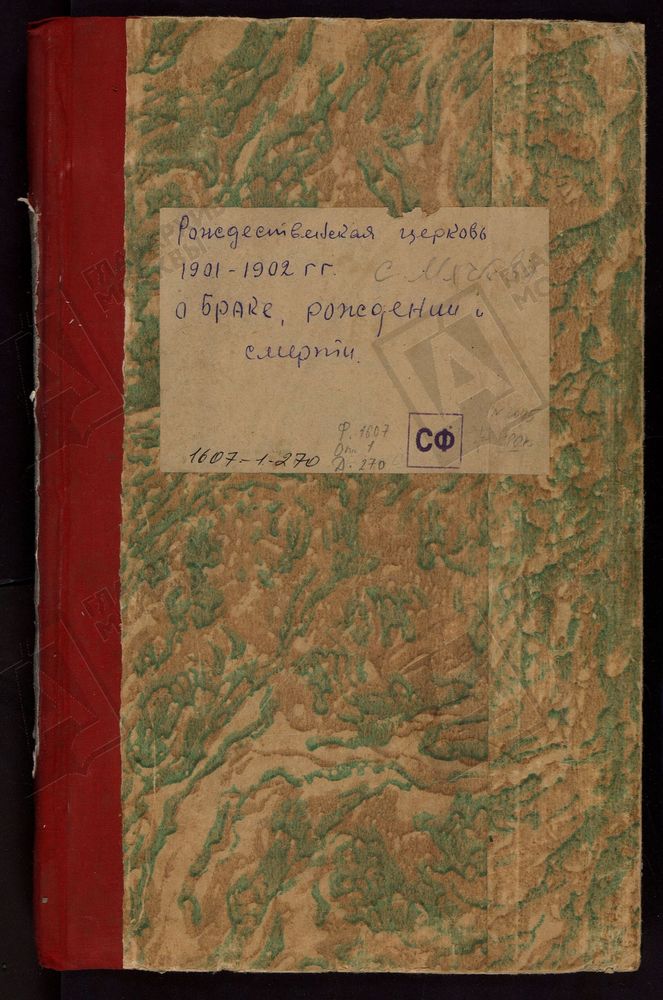 Рождественская церковь
1901-1902 гг. с. Мячково
о браке, рождении и
смерти.
Ф. 1607
Оп. 1
Д. 270
1607-1-270
СФ